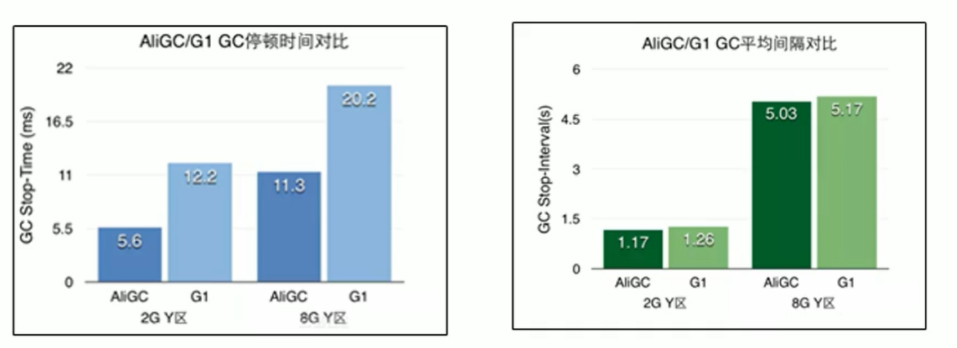 AliGC/G1 GC停顿时间对比
GC Stop-Time (ms)
22
16.5
11
5.5
0
5.6
12.2
11.3
20.2
AliGC G1 AliGC G1
2G Y区 8G Y区
AliGC/G1 GC平均间隔对比
GC Stop-Interval(s)
6
4.5
3
1.5
0
1.17
1.26
5.03
5.17
AliGC G1 AliGC G1
2G Y区 8G Y区